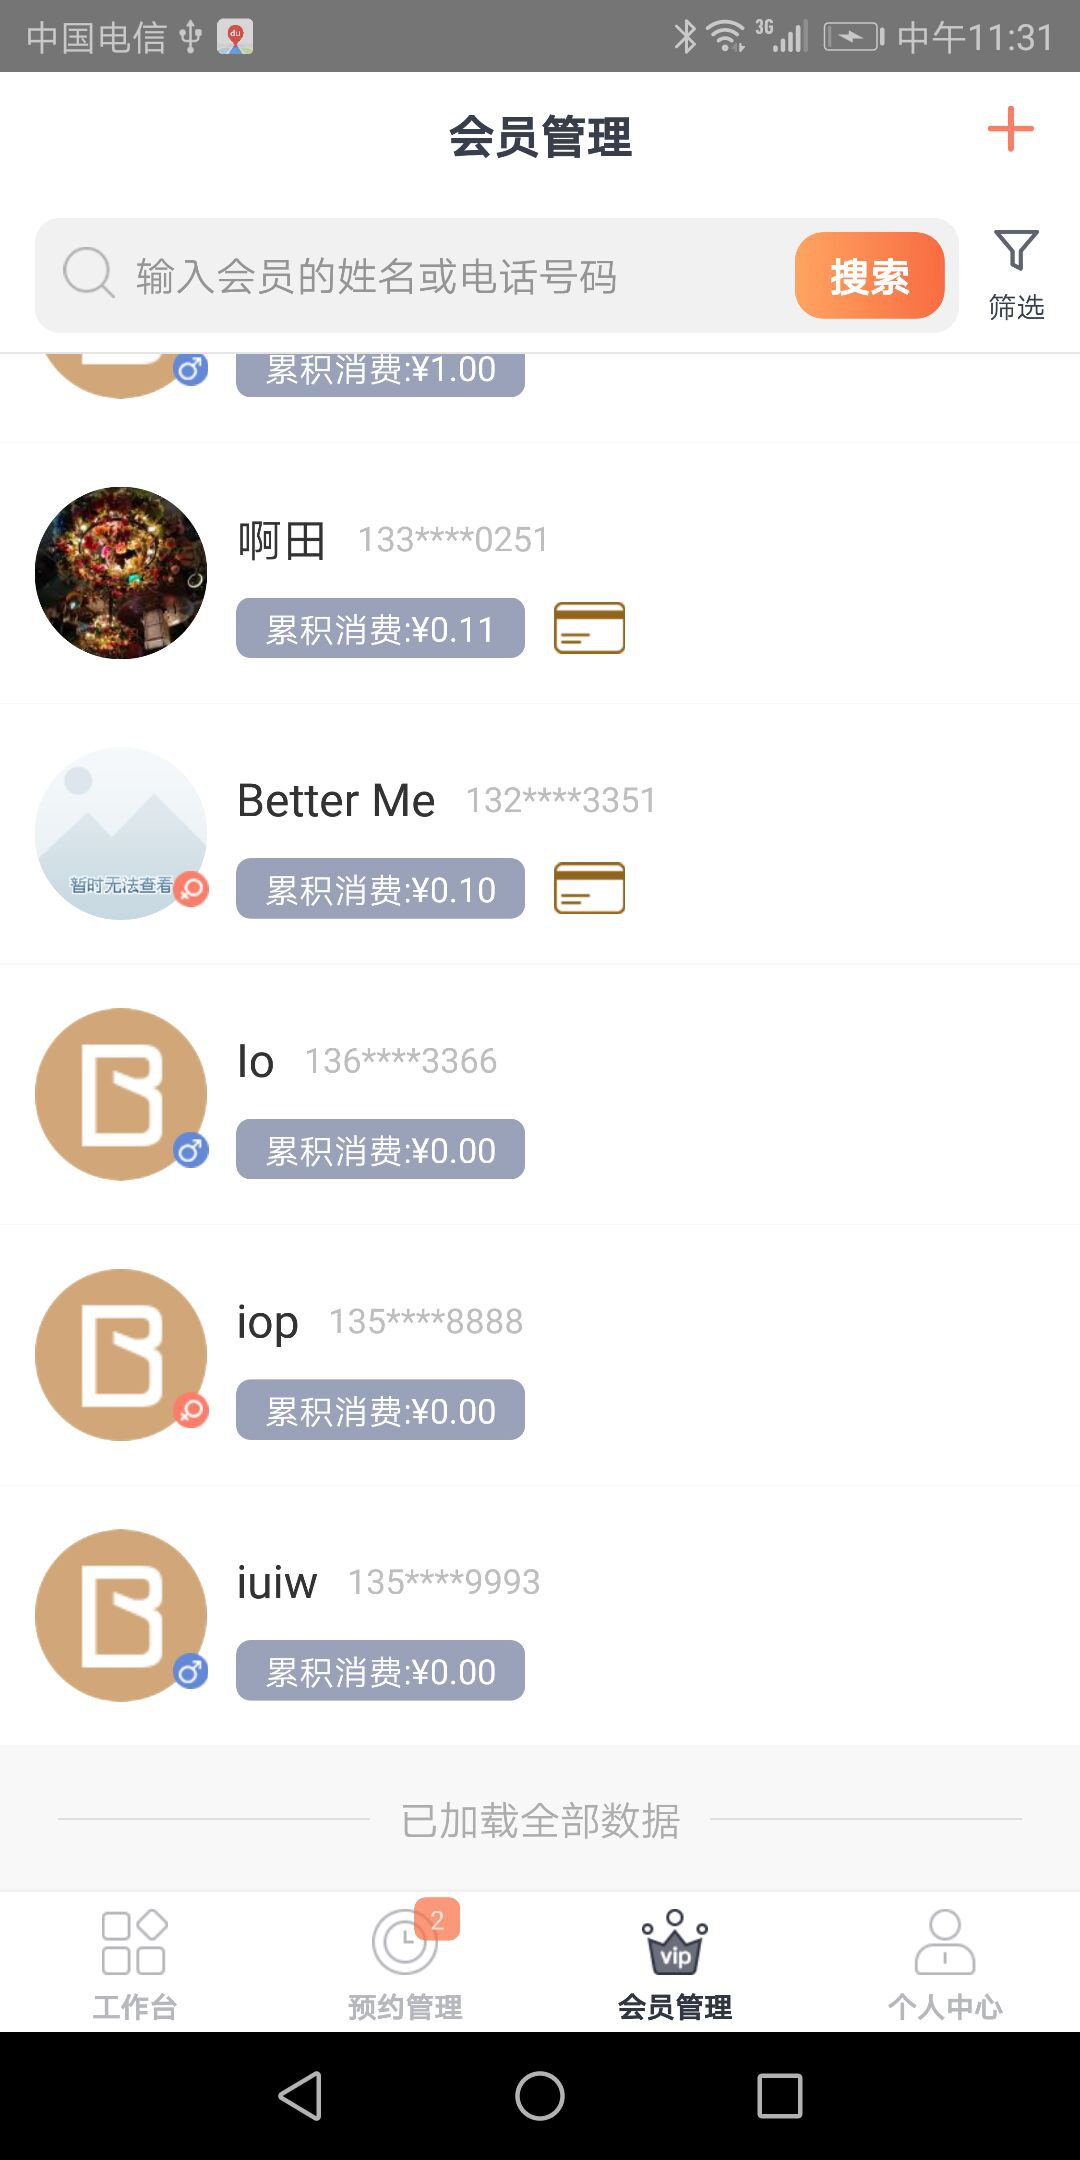 中国电信 3G 中午11:31
会员管理
输入会员的姓名或电话号码 搜索
筛选
累积消费:¥1.00
啊田 133****0251
累积消费:¥0.11
Better Me 132****3351
暂时无法查看
累积消费:¥0.10
lo 136****3366
累积消费:¥0.00
iop 135****8888
累积消费:¥0.00
iuiw 135****9993
累积消费:¥0.00
已加载全部数据
2
vip
工作台 预约管理 会员管理 个人中心